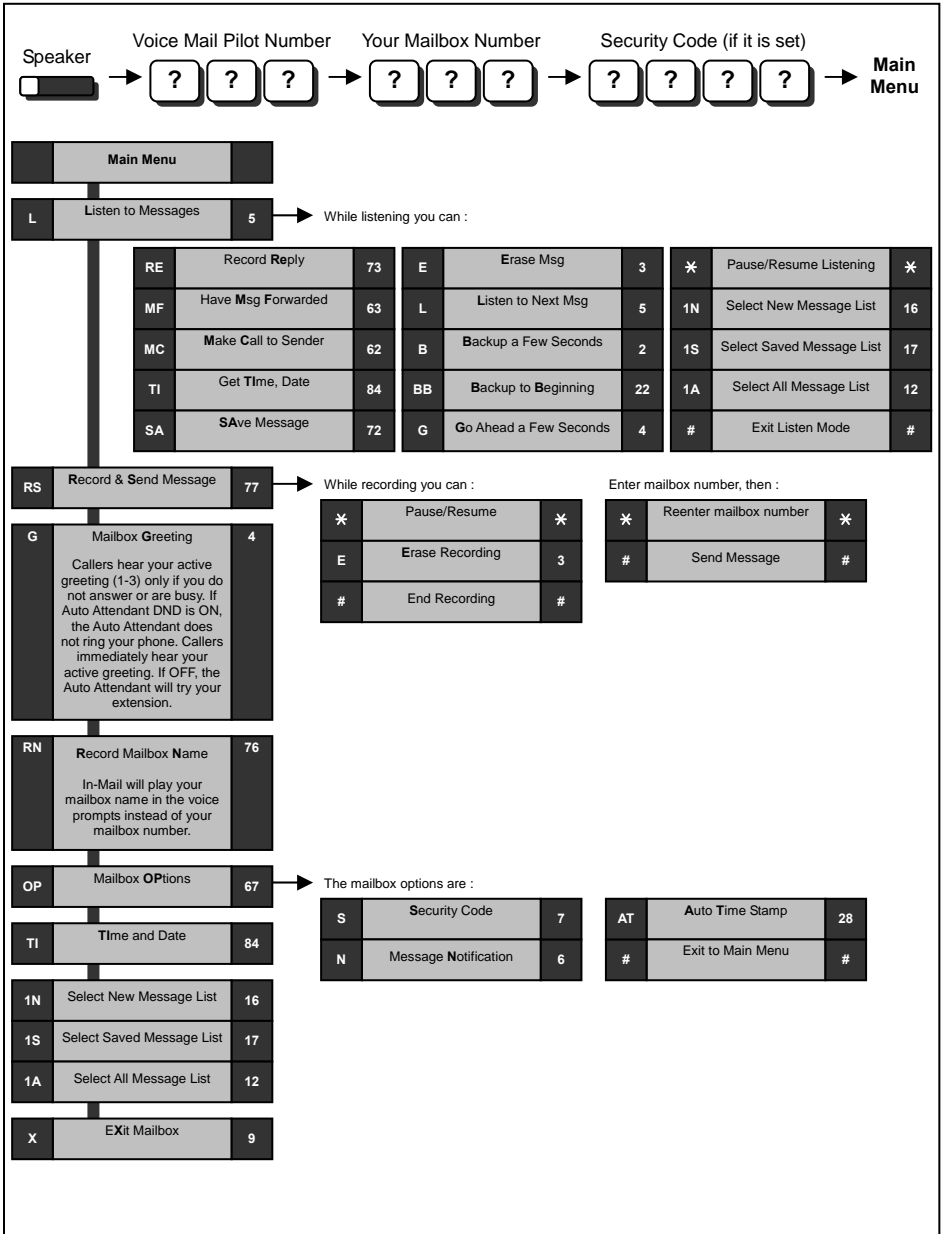 Speaker
Voice Mail Pilot Number
Your Mailbox Number
Security Code (if it is set)
? ? ?
? ? ?
? ? ? ?
Main
Menu
Main Menu
L Listen to Messages 5
While listening you can :
RE Record Reply 73
E Erase Msg 3
* Pause/Resume Listening *
MF Have Msg Forwarded 63
L Listen to Next Msg 5
1N Select New Message List 16
MC Make Call to Sender 62
B Backup a Few Seconds 2
1S Select Saved Message List 17
TI Get TIme, Date 84
BB Backup to Beginning 22
1A Select All Message List 12
SA SAve Message 72
G Go Ahead a Few Seconds 4
# Exit Listen Mode #
RS Record & Send Message 77
While recording you can :
* Pause/Resume *
E Erase Recording 3
# End Recording #
Enter mailbox number, then :
* Reenter mailbox number *
# Send Message #
G Mailbox Greeting 4
Callers hear your active
greeting (1-3) only if you do
not answer or are busy. If
Auto Attendant DND is ON,
the Auto Attendant does
not ring your phone. Callers
immediately hear your
active greeting. If OFF, the
Auto Attendant will try your
extension.
RN Record Mailbox Name 76
In-Mail will play your
mailbox name in the voice
prompts instead of your
mailbox number.
OP Mailbox OPtions 67
The mailbox options are :
S Security Code 7
AT Auto Time Stamp 28
N Message Notification 6
# Exit to Main Menu #
TI TIme and Date 84
1N Select New Message List 16
1S Select Saved Message List 17
1A Select All Message List 12
X EXit Mailbox 9